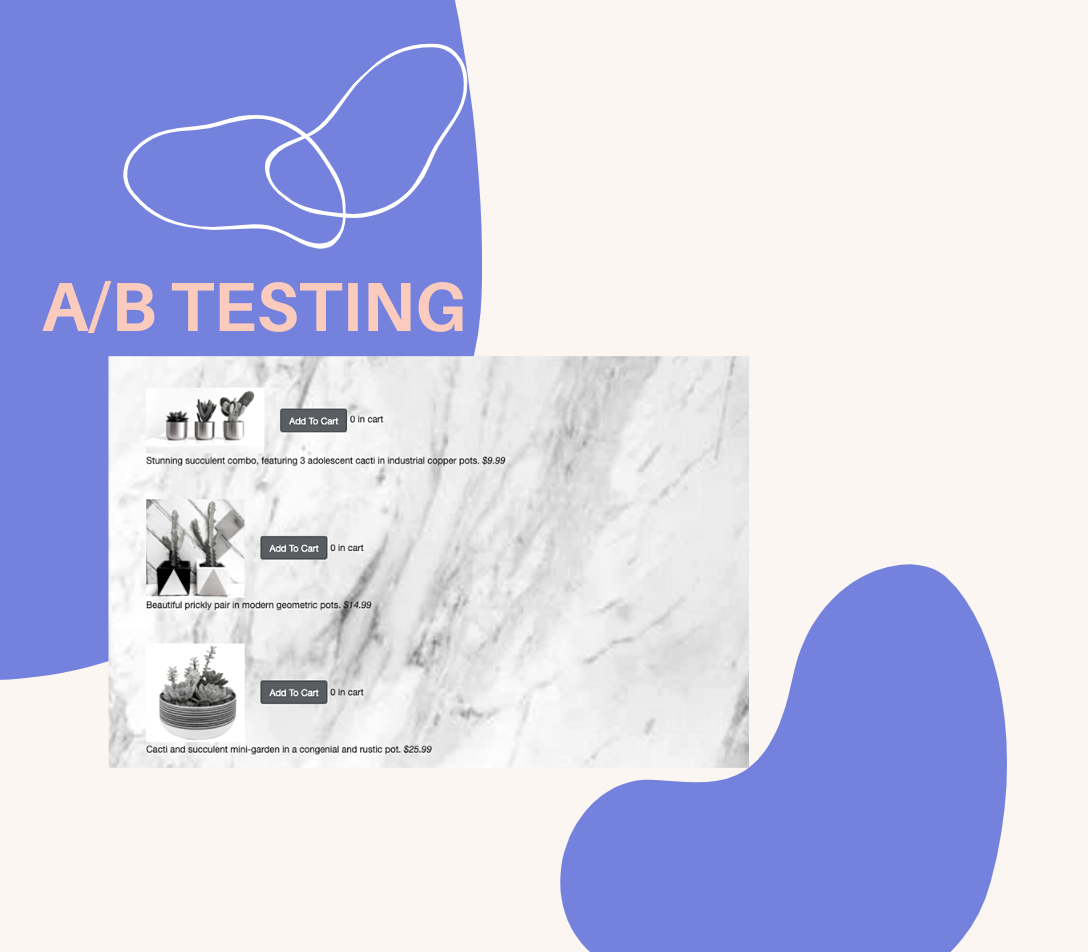 A/B TESTING
Add To Cart 0 in cart
Stunning succulent combo, featuring 3 adolescent cacti in industrial copper pots. $9.99
Add To Cart 0 in cart
Beautiful prickly pair in modern geometric pots. $14.99
Add To Cart 0 in cart
Cacti and succulent mini-garden in a congenial and rustic pot. $25.99